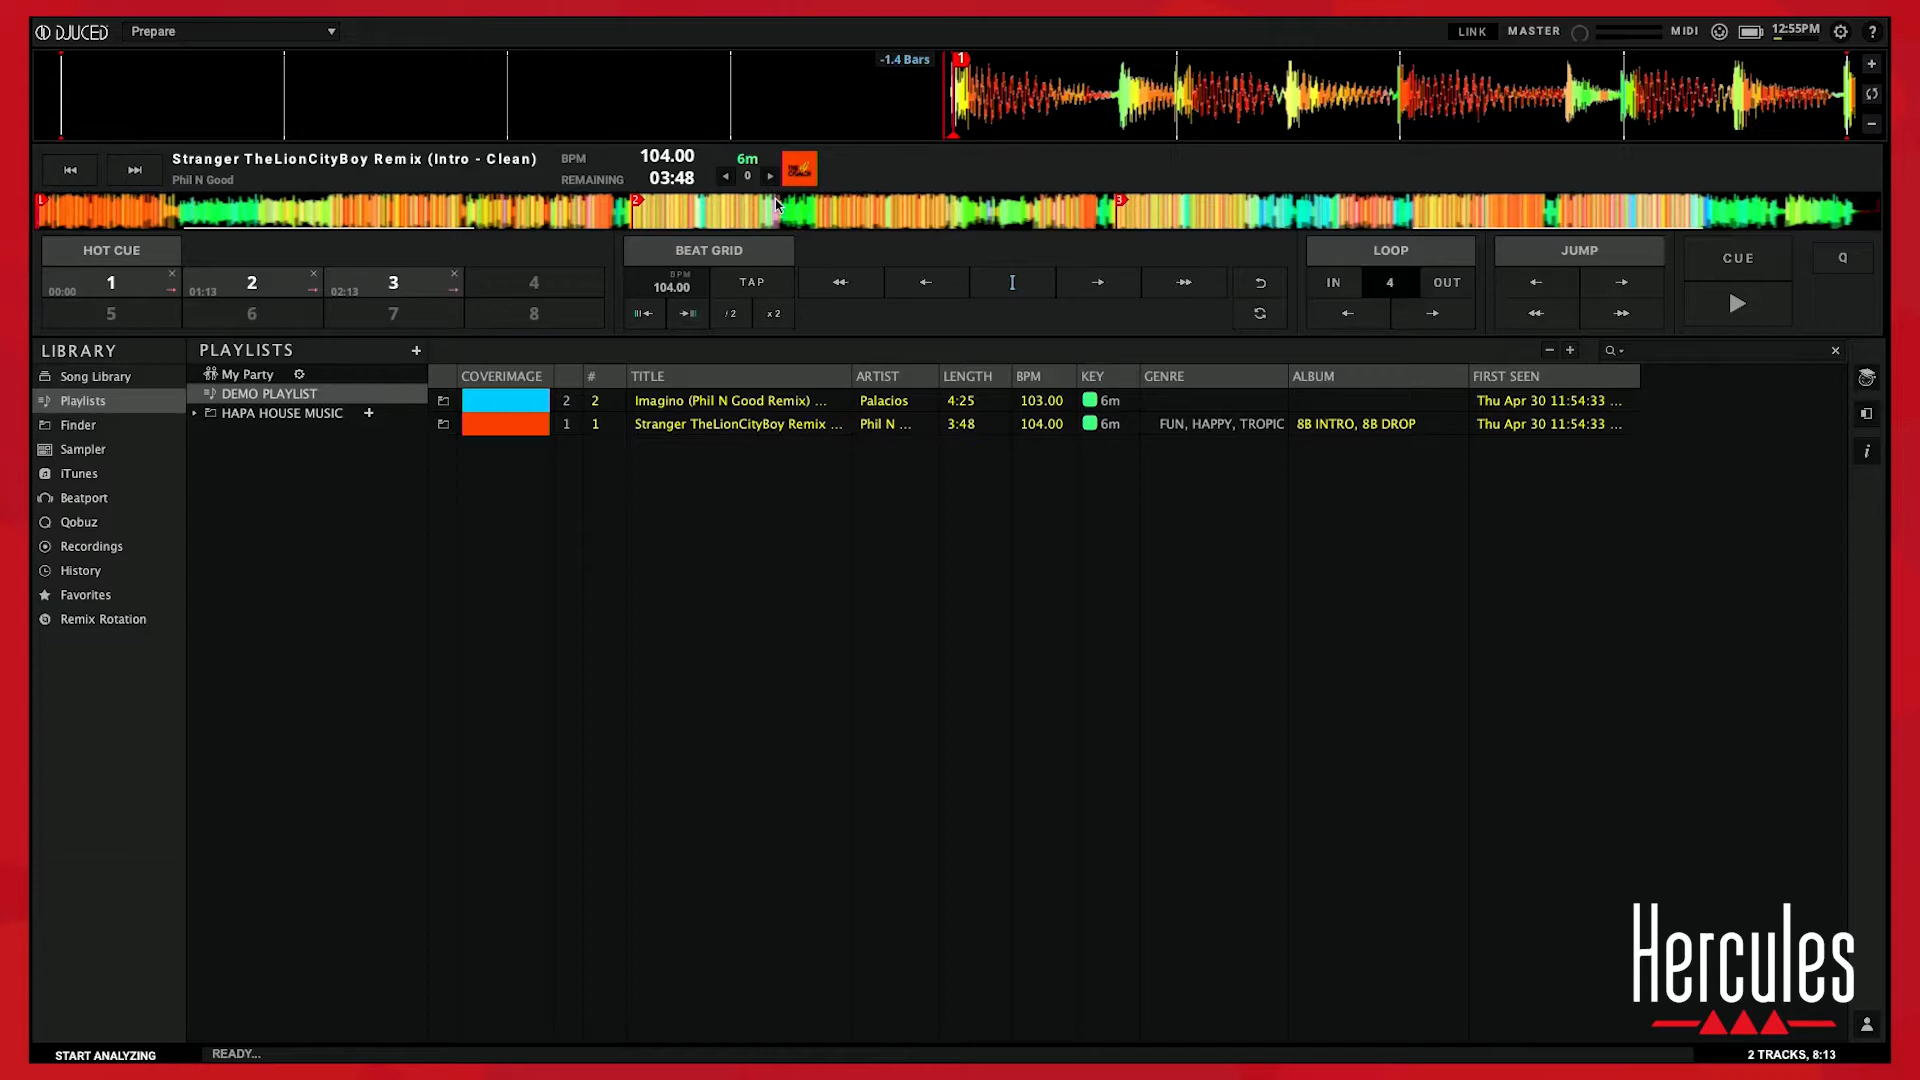 DJUCED Prepare LINK MASTER MIDI 12:55PM ?
-1.4 Bars 1
Stranger TheLionCityBoy Remix (Intro - Clean) BPM 104.00 6m
Phil N Good REMAINING 03:48 0
L 2 3
HOT CUE BEAT GRID LOOP JUMP CUE Q
1 00:00 2 01:13 3 02:13 4 BPM 104.00 TAP IN 4 OUT
5 6 7 8 /2 x2
LIBRARY PLAYLISTS +
Song Library
Playlists
Finder
Sampler
iTunes
Beatport
Qobuz
Recordings
History
Favorites
Remix Rotation
My Party
DEMO PLAYLIST
HAPA HOUSE MUSIC +
COVERIMAGE # TITLE ARTIST LENGTH BPM KEY GENRE ALBUM FIRST SEEN
2 2 Imagino (Phil N Good Remix) ... Palacios 4:25 103.00 6m Thu Apr 30 11:54:33 ...
1 1 Stranger TheLionCityBoy Remix ... Phil N ... 3:48 104.00 6m FUN, HAPPY, TROPIC 8B INTRO, 8B DROP Thu Apr 30 11:54:33 ...
i
Hercules
START ANALYZING READY... 2 TRACKS, 8:13